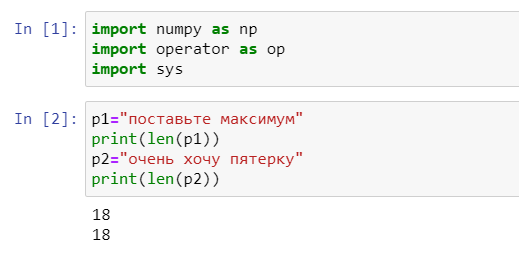 In [1]: import numpy as np
import operator as op
import sys
In [2]: p1="поставьте максимум"
print(len(p1))
p2="очень хочу пятерку"
print(len(p2))
18
18